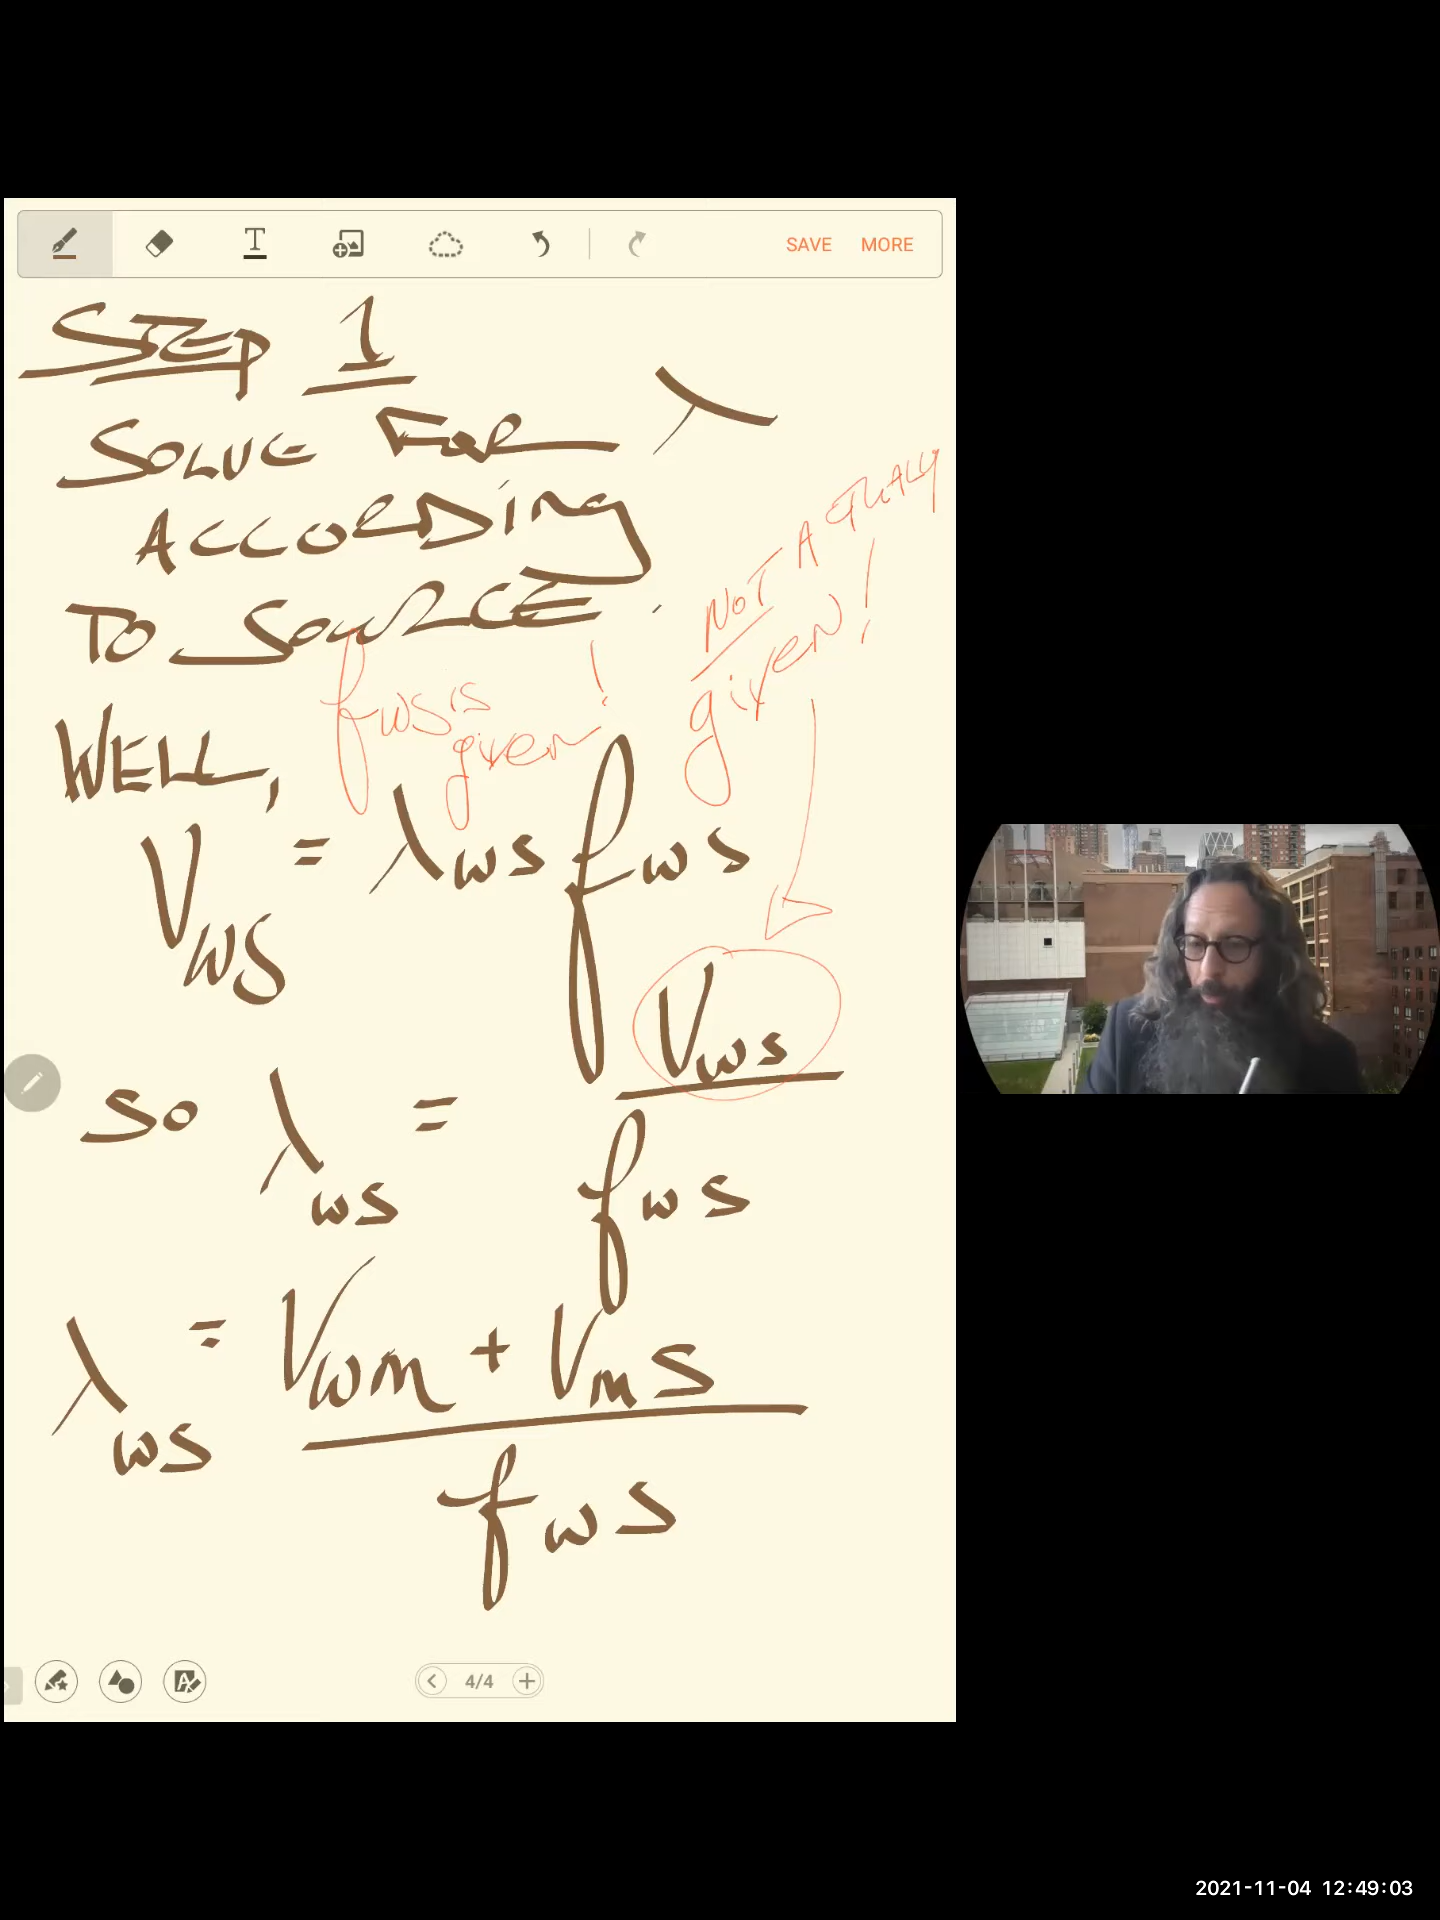 SAVE MORE
STEP 1
SOLVE FOR λ
ACCORDING
TO SOURCE.
NOT ACTUALLY
given!
fws is
given!
WELL,
Vws = λws fws
so λws = Vws
fws
λws = Vwm + Vms
fws
4/4
2021-11-04 12:49:03